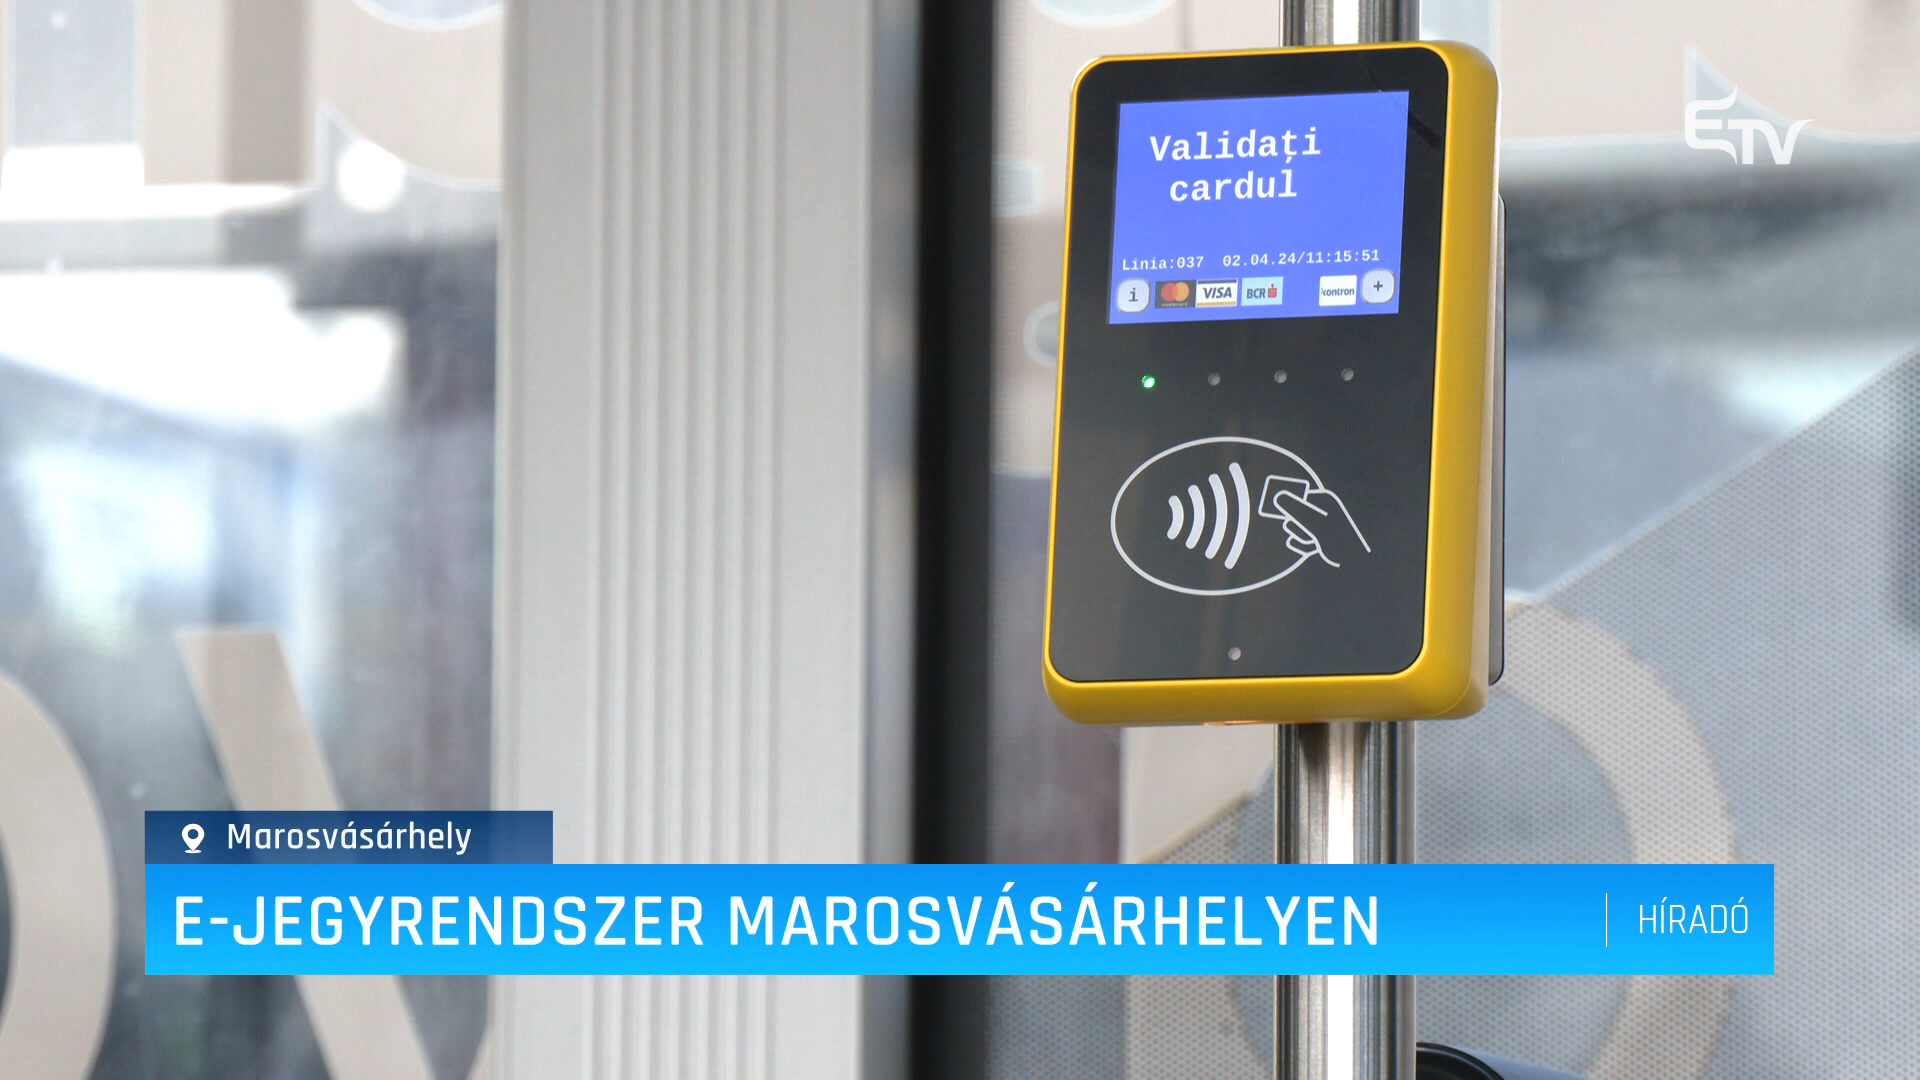 ETV
Validați
cardul
Linia:037 02.04.24/11:15:51
i
VISA
BCR
kontron
+
Marosvásárhely
E-JEGYRENDSZER MAROSVÁSÁRHELYEN
HÍRADÓ